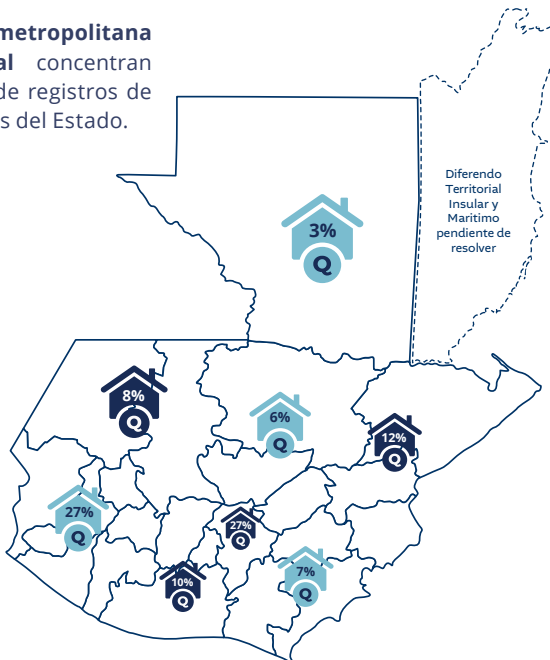 metropolitana
al concentran
de registros de
s del Estado.
Diferendo
Territorial
Insular y
Maritimo
pendiente de
resolver
3%
Q
8%
Q
6%
Q
12%
Q
27%
Q
27%
Q
10%
Q
7%
Q